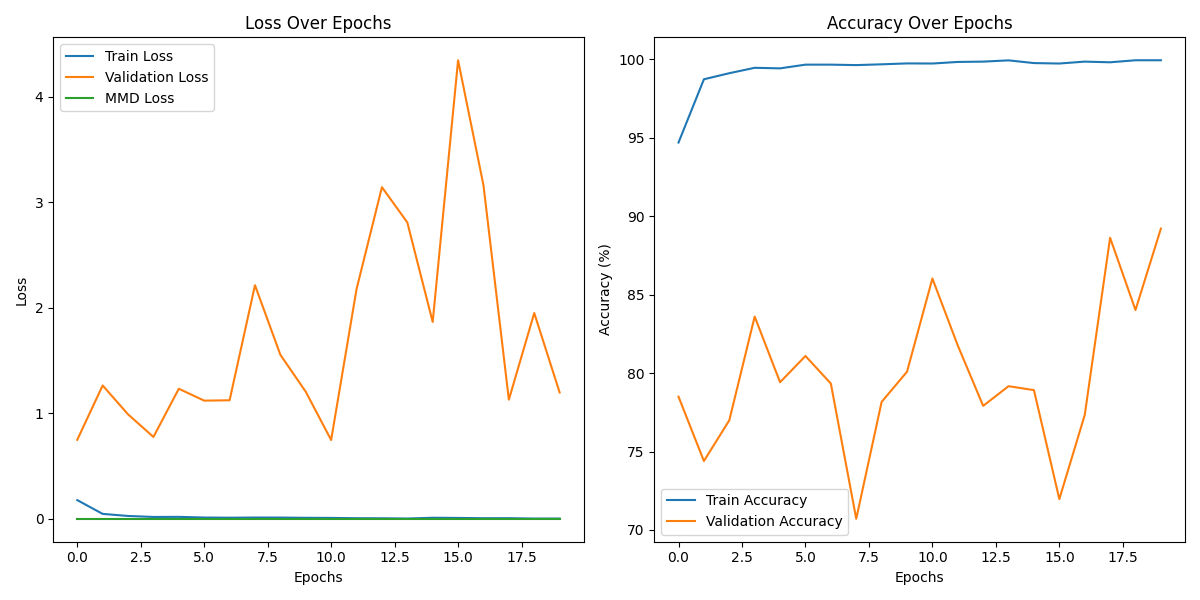 Loss Over Epochs
Train Loss
Validation Loss
MMD Loss
4
3
2
1
0
Loss
0.0 2.5 5.0 7.5 10.0 12.5 15.0 17.5
Epochs
Accuracy Over Epochs
100
95
90
85
80
75
70
Accuracy (%)
Train Accuracy
Validation Accuracy
0.0 2.5 5.0 7.5 10.0 12.5 15.0 17.5
Epochs